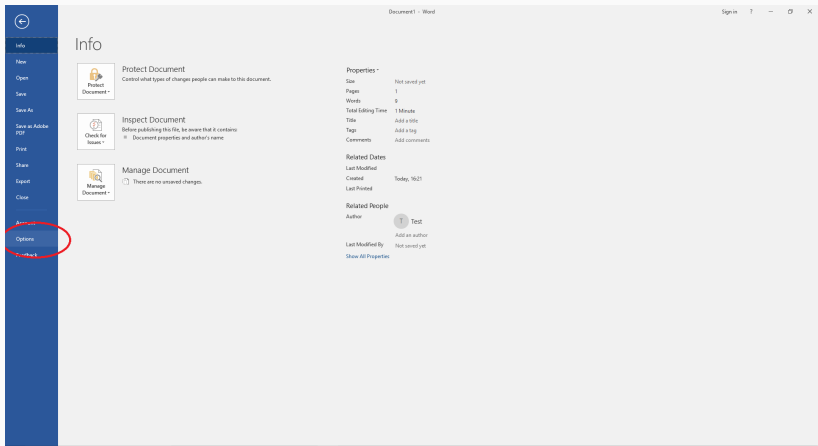 Document1 - Word
Sign in ?
Info
New
Open
Save
Save As
Save as Adobe
PDF
Print
Share
Export
Close
Account
Options
Feedback
Info
Protect
Document
Protect Document
Control what types of changes people can make to this document.
Check for
Issues
Inspect Document
Before publishing this file, be aware that it contains:
Document properties and author's name
Manage
Document
Manage Document
There are no unsaved changes.
Properties
Size Not saved yet
Pages 1
Words
Total Editing Time 1 Minute
Title Add a title
Tags Add a tag
Comments Add comments
Related Dates
Last Modified
Created Today, 16:21
Last Printed
Related People
Author
T Test
Add an author
Last Modified By Not saved yet
Show All Properties